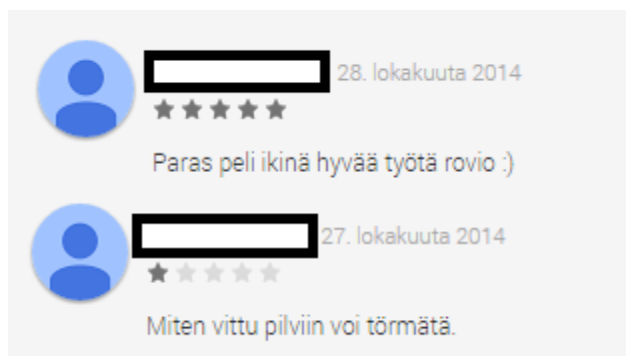 28. lokakuuta 2014
Paras peli ikinä hyvää työtä rovio :)
27. lokakuuta 2014
Miten vittu pilviin voi törmätä.